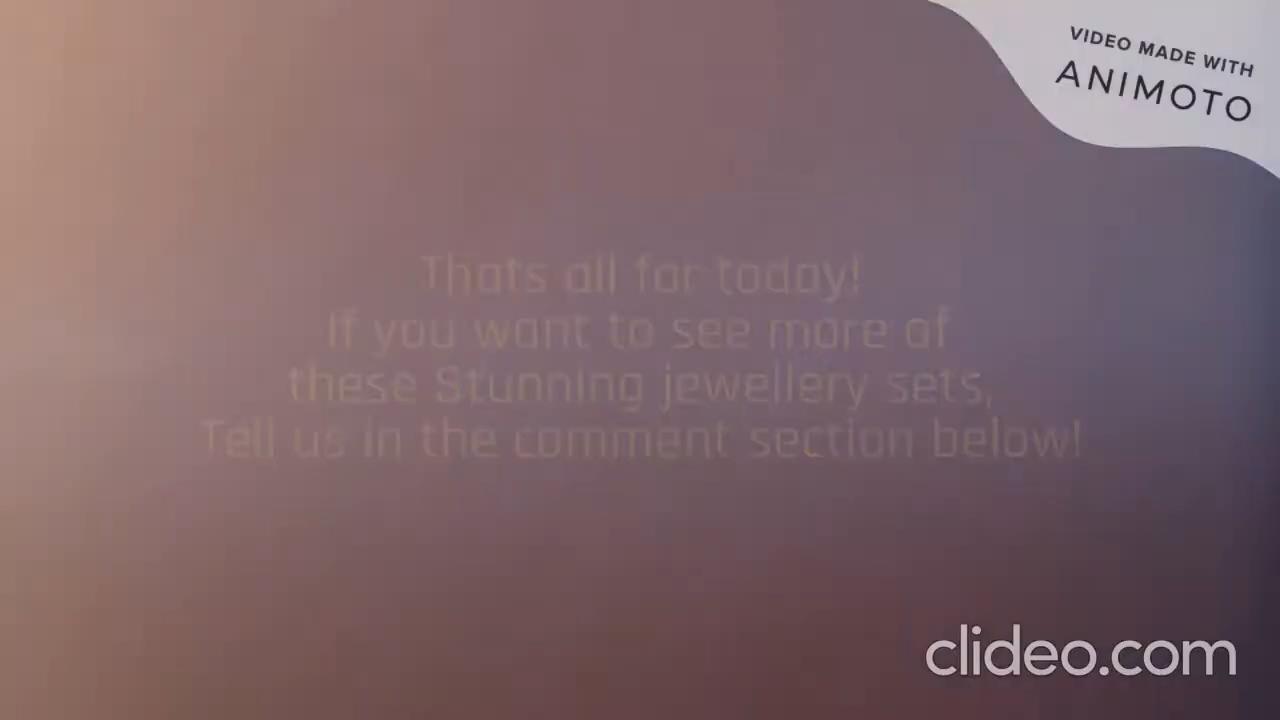 VIDEO MADE WITH
ANIMOTO
Thats all for today!
If you want to see more of
these Stunning jewellery sets,
Tell us in the comment section below!
clideo.com